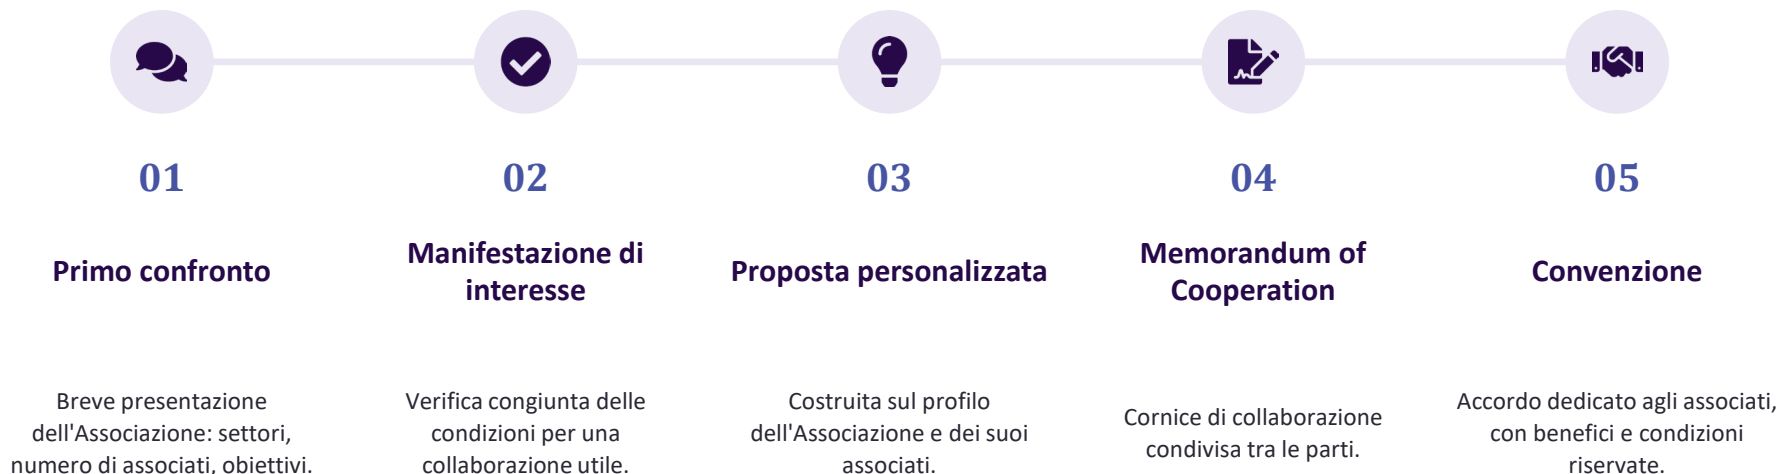 01
Primo confronto
Breve presentazione
dell'Associazione: settori,
numero di associati, obiettivi.
02
Manifestazione di
interesse
Verifica congiunta delle
condizioni per una
collaborazione utile.
03
Proposta personalizzata
Costruita sul profilo
dell'Associazione e dei suoi
associati.
04
Memorandum of
Cooperation
Cornice di collaborazione
condivisa tra le parti.
05
Convenzione
Accordo dedicato agli associati,
con benefici e condizioni
riservate.